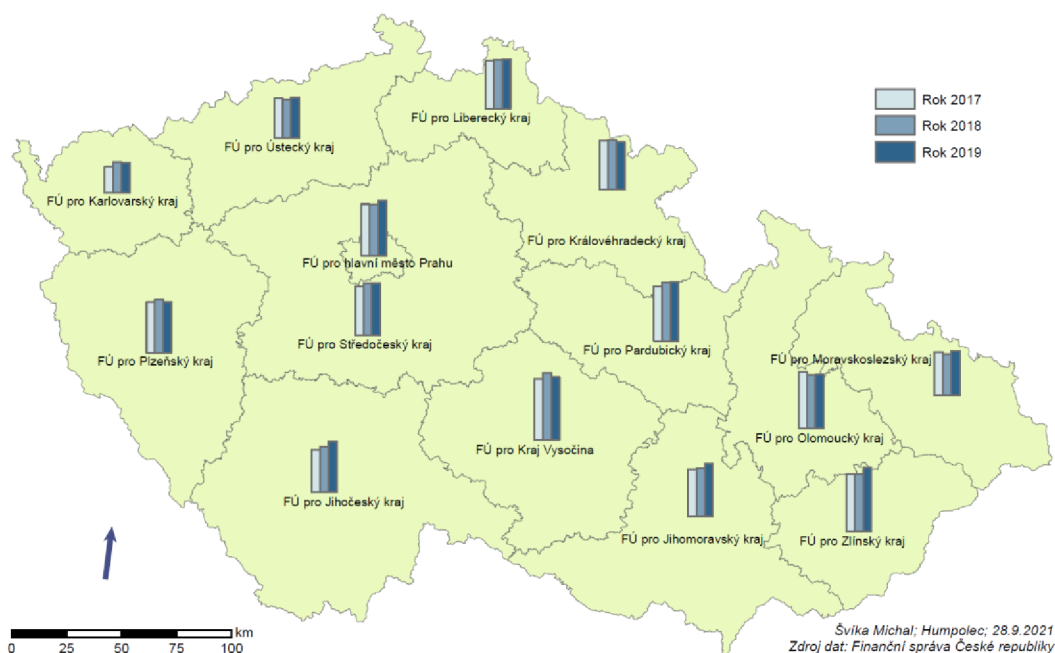 Rok 2017
Rok 2018
Rok 2019
FÚ pro Liberecký kraj
FÚ pro Ústecký kraj
FÚ pro Karlovarský kraj
FÚ pro Královéhradecký kraj
FÚ pro hlavní město Prahu
FÚ pro Středočeský kraj
FÚ pro Pardubický kraj
FÚ pro Plzeňský kraj
FÚ pro Moravskoslezský kraj
FÚ pro Olomoucký kraj
FÚ pro Kraj Vysočina
FÚ pro Jihočeský kraj
FÚ pro Jihomoravský kraj
FÚ pro Zlínský kraj
km
0 25 50 75 100
Švika Michal; Humpolec; 28.9.2021
Zdroj dat: Finanční správa České republiky